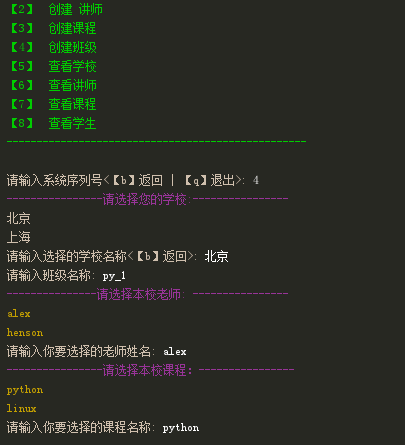 【2】 创建 讲师
【3】 创建课程
【4】 创建班级
【5】 查看学校
【6】 查看讲师
【7】 查看课程
【8】 查看学生
--------------------------------------------------
请输入系统序列号<【b】返回 | 【q】退出>: 4
----------------请选择您的学校:----------------
北京
上海
请输入选择的学校名称<【b】返回>: 北京
请输入班级名称: py_1
---------------请选择本校老师: ----------------
alex
henson
请输入你要选择的老师姓名: alex
----------------请选择本校课程: ----------------
python
linux
请输入你要选择的课程名称: python